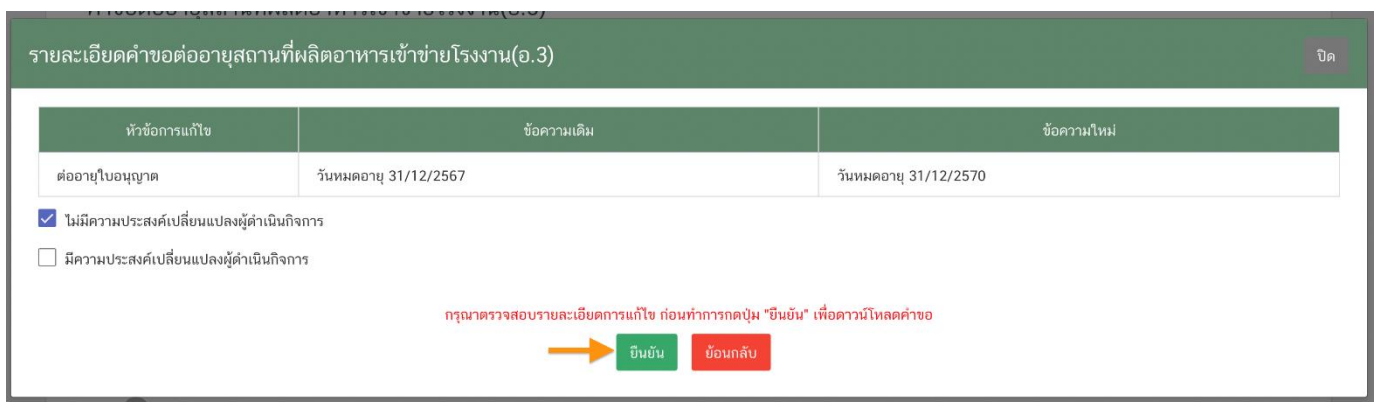 รายละเอียดคำขอต่ออายุสถานที่ผลิตอาหารเข้าข่ายโรงงาน(อ.3)
ปิด
หัวข้อการแก้ไข ข้อความเดิม ข้อความใหม่
ต่ออายุใบอนุญาต วันหมดอายุ 31/12/2567 วันหมดอายุ 31/12/2570
ไม่มีความประสงค์เปลี่ยนแปลงผู้ดำเนินกิจการ
มีความประสงค์เปลี่ยนแปลงผู้ดำเนินกิจการ
กรุณาตรวจสอบรายละเอียดการแก้ไข ก่อนทำการกดปุ่ม "ยืนยัน" เพื่อดาวน์โหลดคำขอ
ยืนยัน ย้อนกลับ